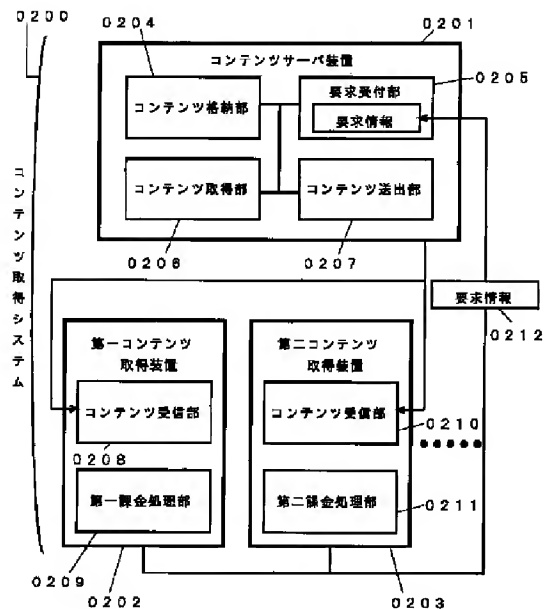 0200
0204
0201
コンテンツサーバ装置
0205
コンテンツ格納部
要求受付部
要求情報
コンテンツ取得部
コンテンツ送出部
0206
0207
コンテンツ取得システム
要求情報
0212
第一コンテンツ
取得装置
第二コンテンツ
取得装置
コンテンツ受信部
コンテンツ受信部
0208
0210
第一課金処理部
第二課金処理部
0211
0209
0202
0203